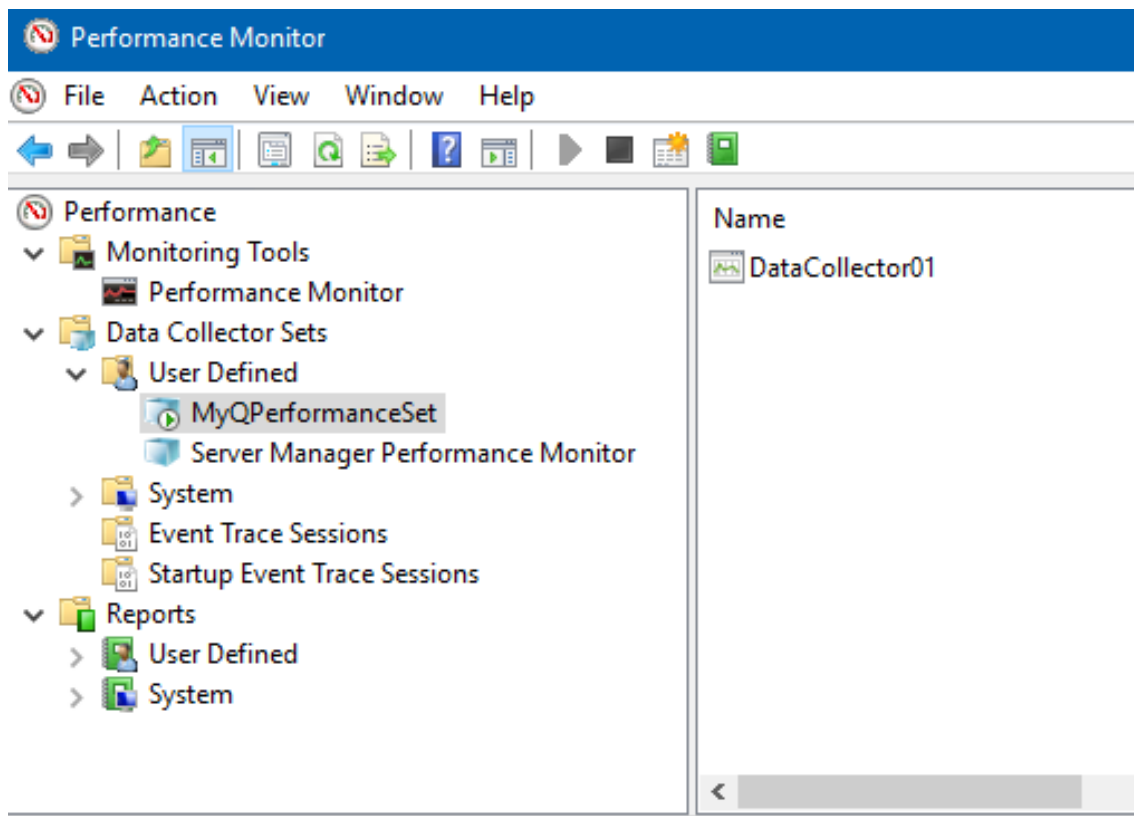 Performance Monitor
File Action View Window Help
Performance
Monitoring Tools
Performance Monitor
Data Collector Sets
User Defined
MyQPerformanceSet
Server Manager Performance Monitor
System
Event Trace Sessions
Startup Event Trace Sessions
Reports
User Defined
System
Name
DataCollector01